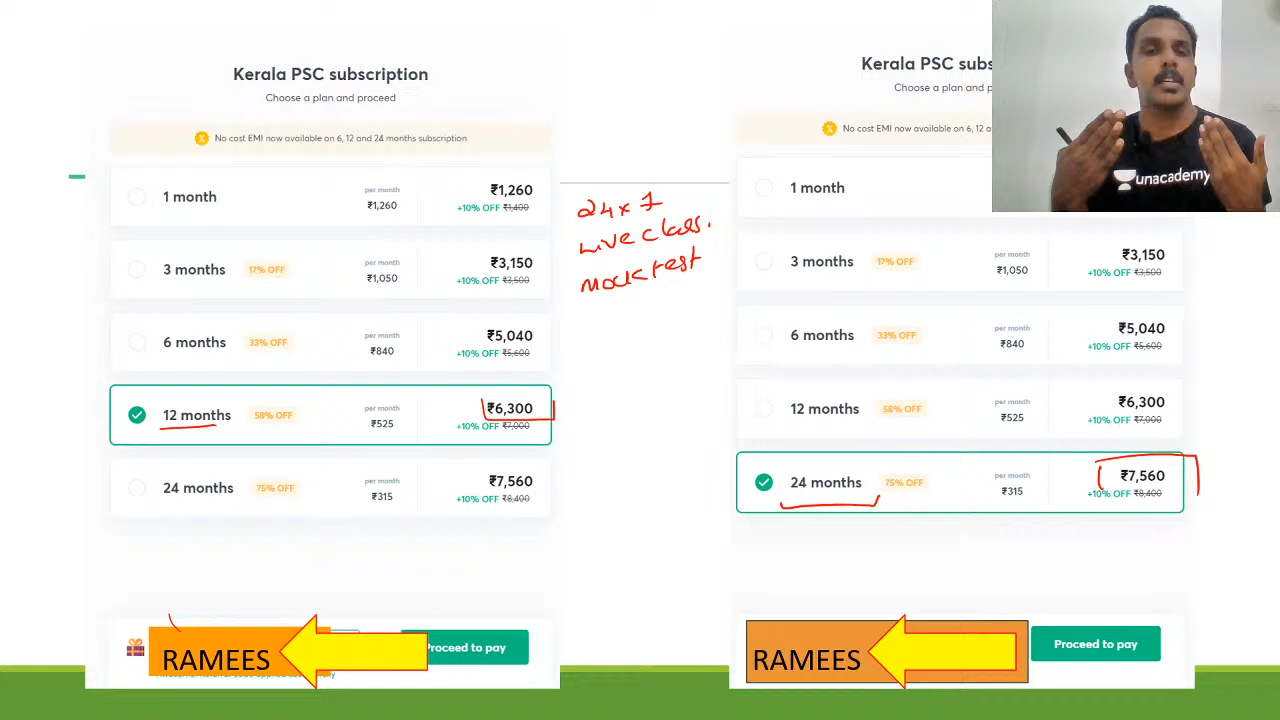 Kerala PSC subscription
Choose a plan and proceed
No cost EMI now available on 6, 12 and 24 months subscription
1 month
per month
₹1,260
₹1,260
+10% OFF ₹1,400
3 months
17% OFF
per month
₹1,050
₹3,150
+10% OFF ₹3,500
6 months
33% OFF
per month
₹840
₹5,040
+10% OFF ₹5,600
12 months
58% OFF
per month
₹525
₹6,300
+10% OFF ₹7,000
24 months
75% OFF
per month
₹315
₹7,560
+10% OFF ₹8,400
RAMEES
Proceed to pay
24x7
Live class.
mock test
Kerala PSC subs
Choose a plan and p
No cost EMI now available on 6, 12 a
1 month
3 months
17% OFF
per month
₹1,050
₹3,150
+10% OFF ₹3,500
6 months
33% OFF
per month
₹840
₹5,040
+10% OFF ₹5,600
12 months
58% OFF
per month
₹525
₹6,300
+10% OFF ₹7,000
24 months
75% OFF
per month
₹315
₹7,560
+10% OFF ₹8,400
RAMEES
Proceed to pay
unacademy